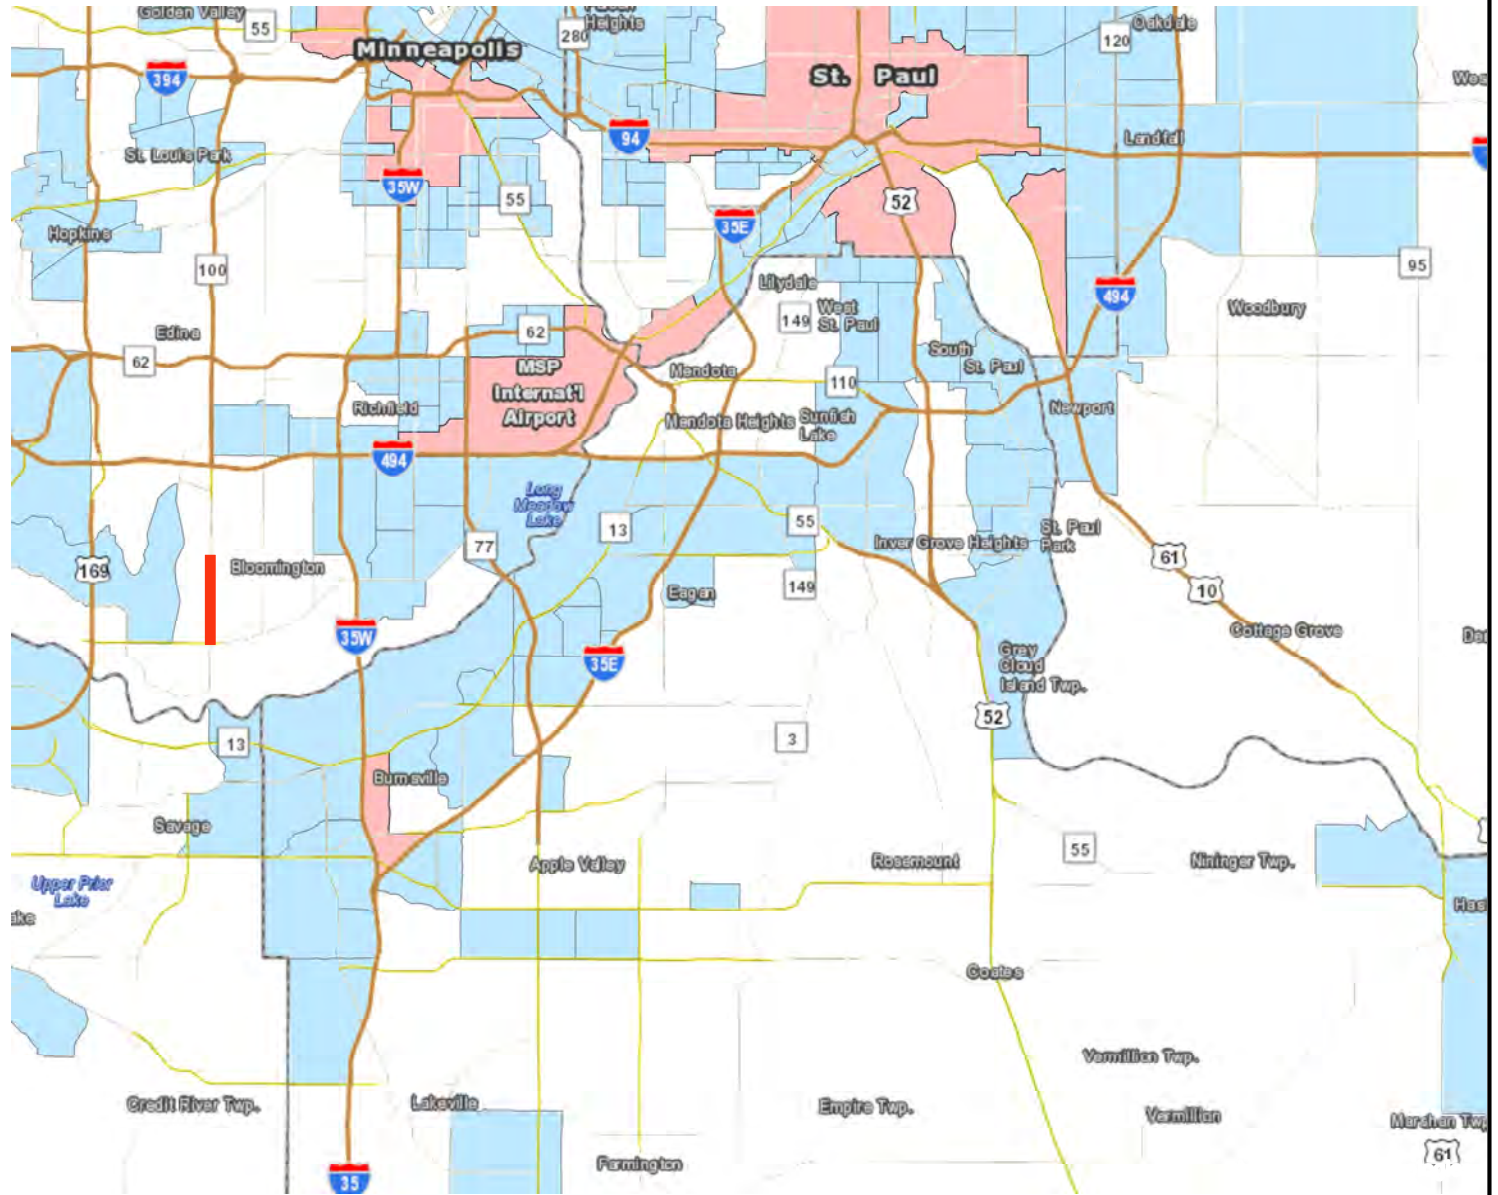 Golden Valley
55
Heights
280
Oakdale
120
Minneapolis
St. Paul
394
94
Landfall
St. Louis Park
35W
55
52
35E
Hopkins
100
95
Lilydale
494
149
West
St. Paul
Woodbury
62
Edina
62
South
St. Paul
MSP
Internat'l
Airport
Mendota
110
Richfield
Mendota Heights
Sunfish
Lake
Newport
494
Long
Meadow
Lake
13
55
77
Inver Grove Heights
St. Paul
Park
169
Bloomington
61
149
Eagan
10
35W
Cottage Grove
35E
Grey
Cloud
Island Twp.
52
13
3
Burnsville
Savage
55
Apple Valley
Rosemount
Nininger Twp.
Upper Prior
Lake
Coates
Vermillion Twp.
Credit River Twp.
Lakeville
Empire Twp.
Vermillion
61
Farmington
35